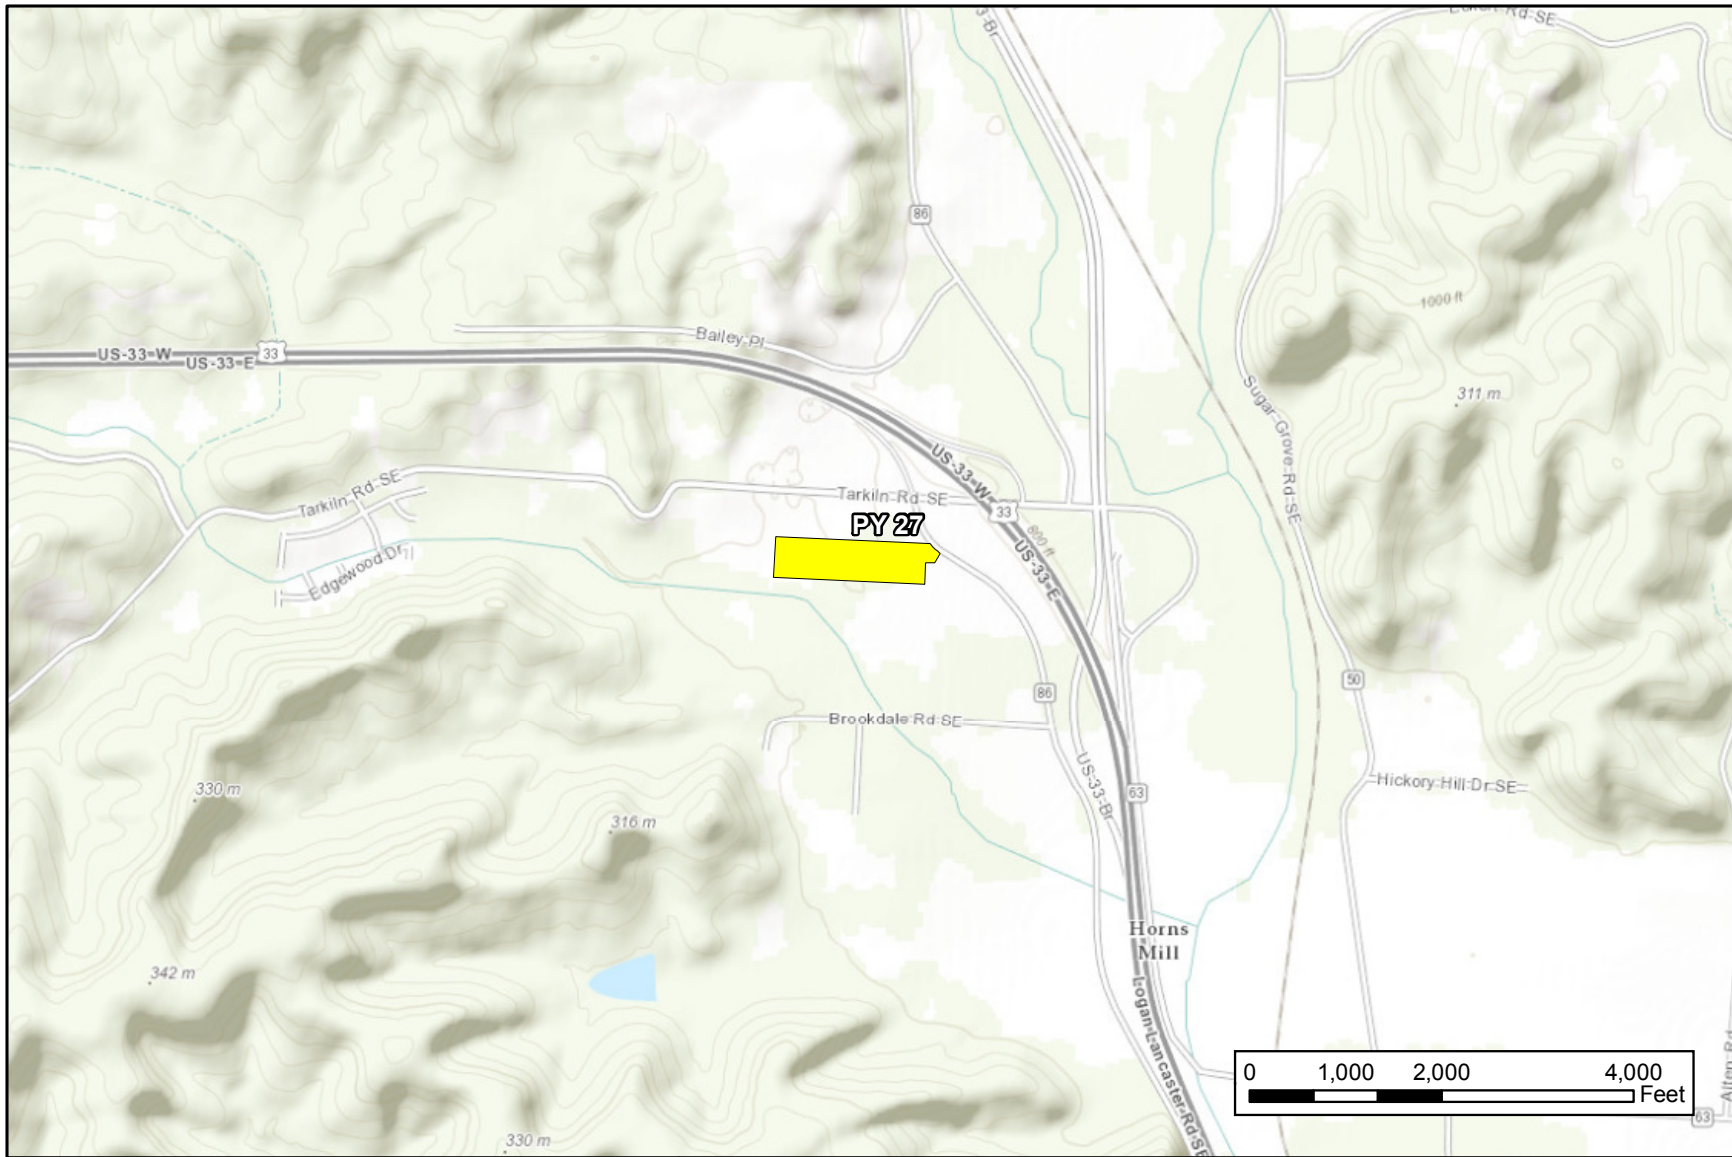 3-Br
Rd-SE
86
1000 ft
Bailey-Pl
US-33-W
US-33-E
33
311 m
Sugar-Grove-Rd-SE
US-33-W
Tarkiln-Rd-SE
Tarkiln-Rd-SE
33
PY 27
800 ft
US-33-E
Edgewood-Dr
50
86
Brookdale-Rd-SE
US-33-Br
Hickory-Hill-Dr-SE
330 m
63
316 m
Horns
Mill
342 m
Logan-Lancaster-Rd-SE
0 1,000 2,000 4,000
Feet
63
330 m